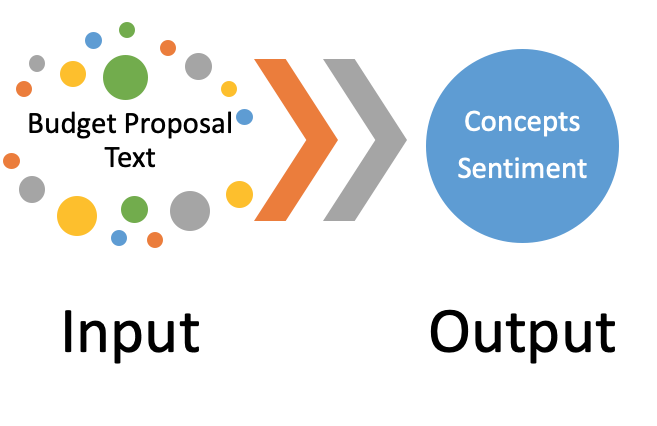 Budget Proposal
Text
Concepts
Sentiment
Input
Output